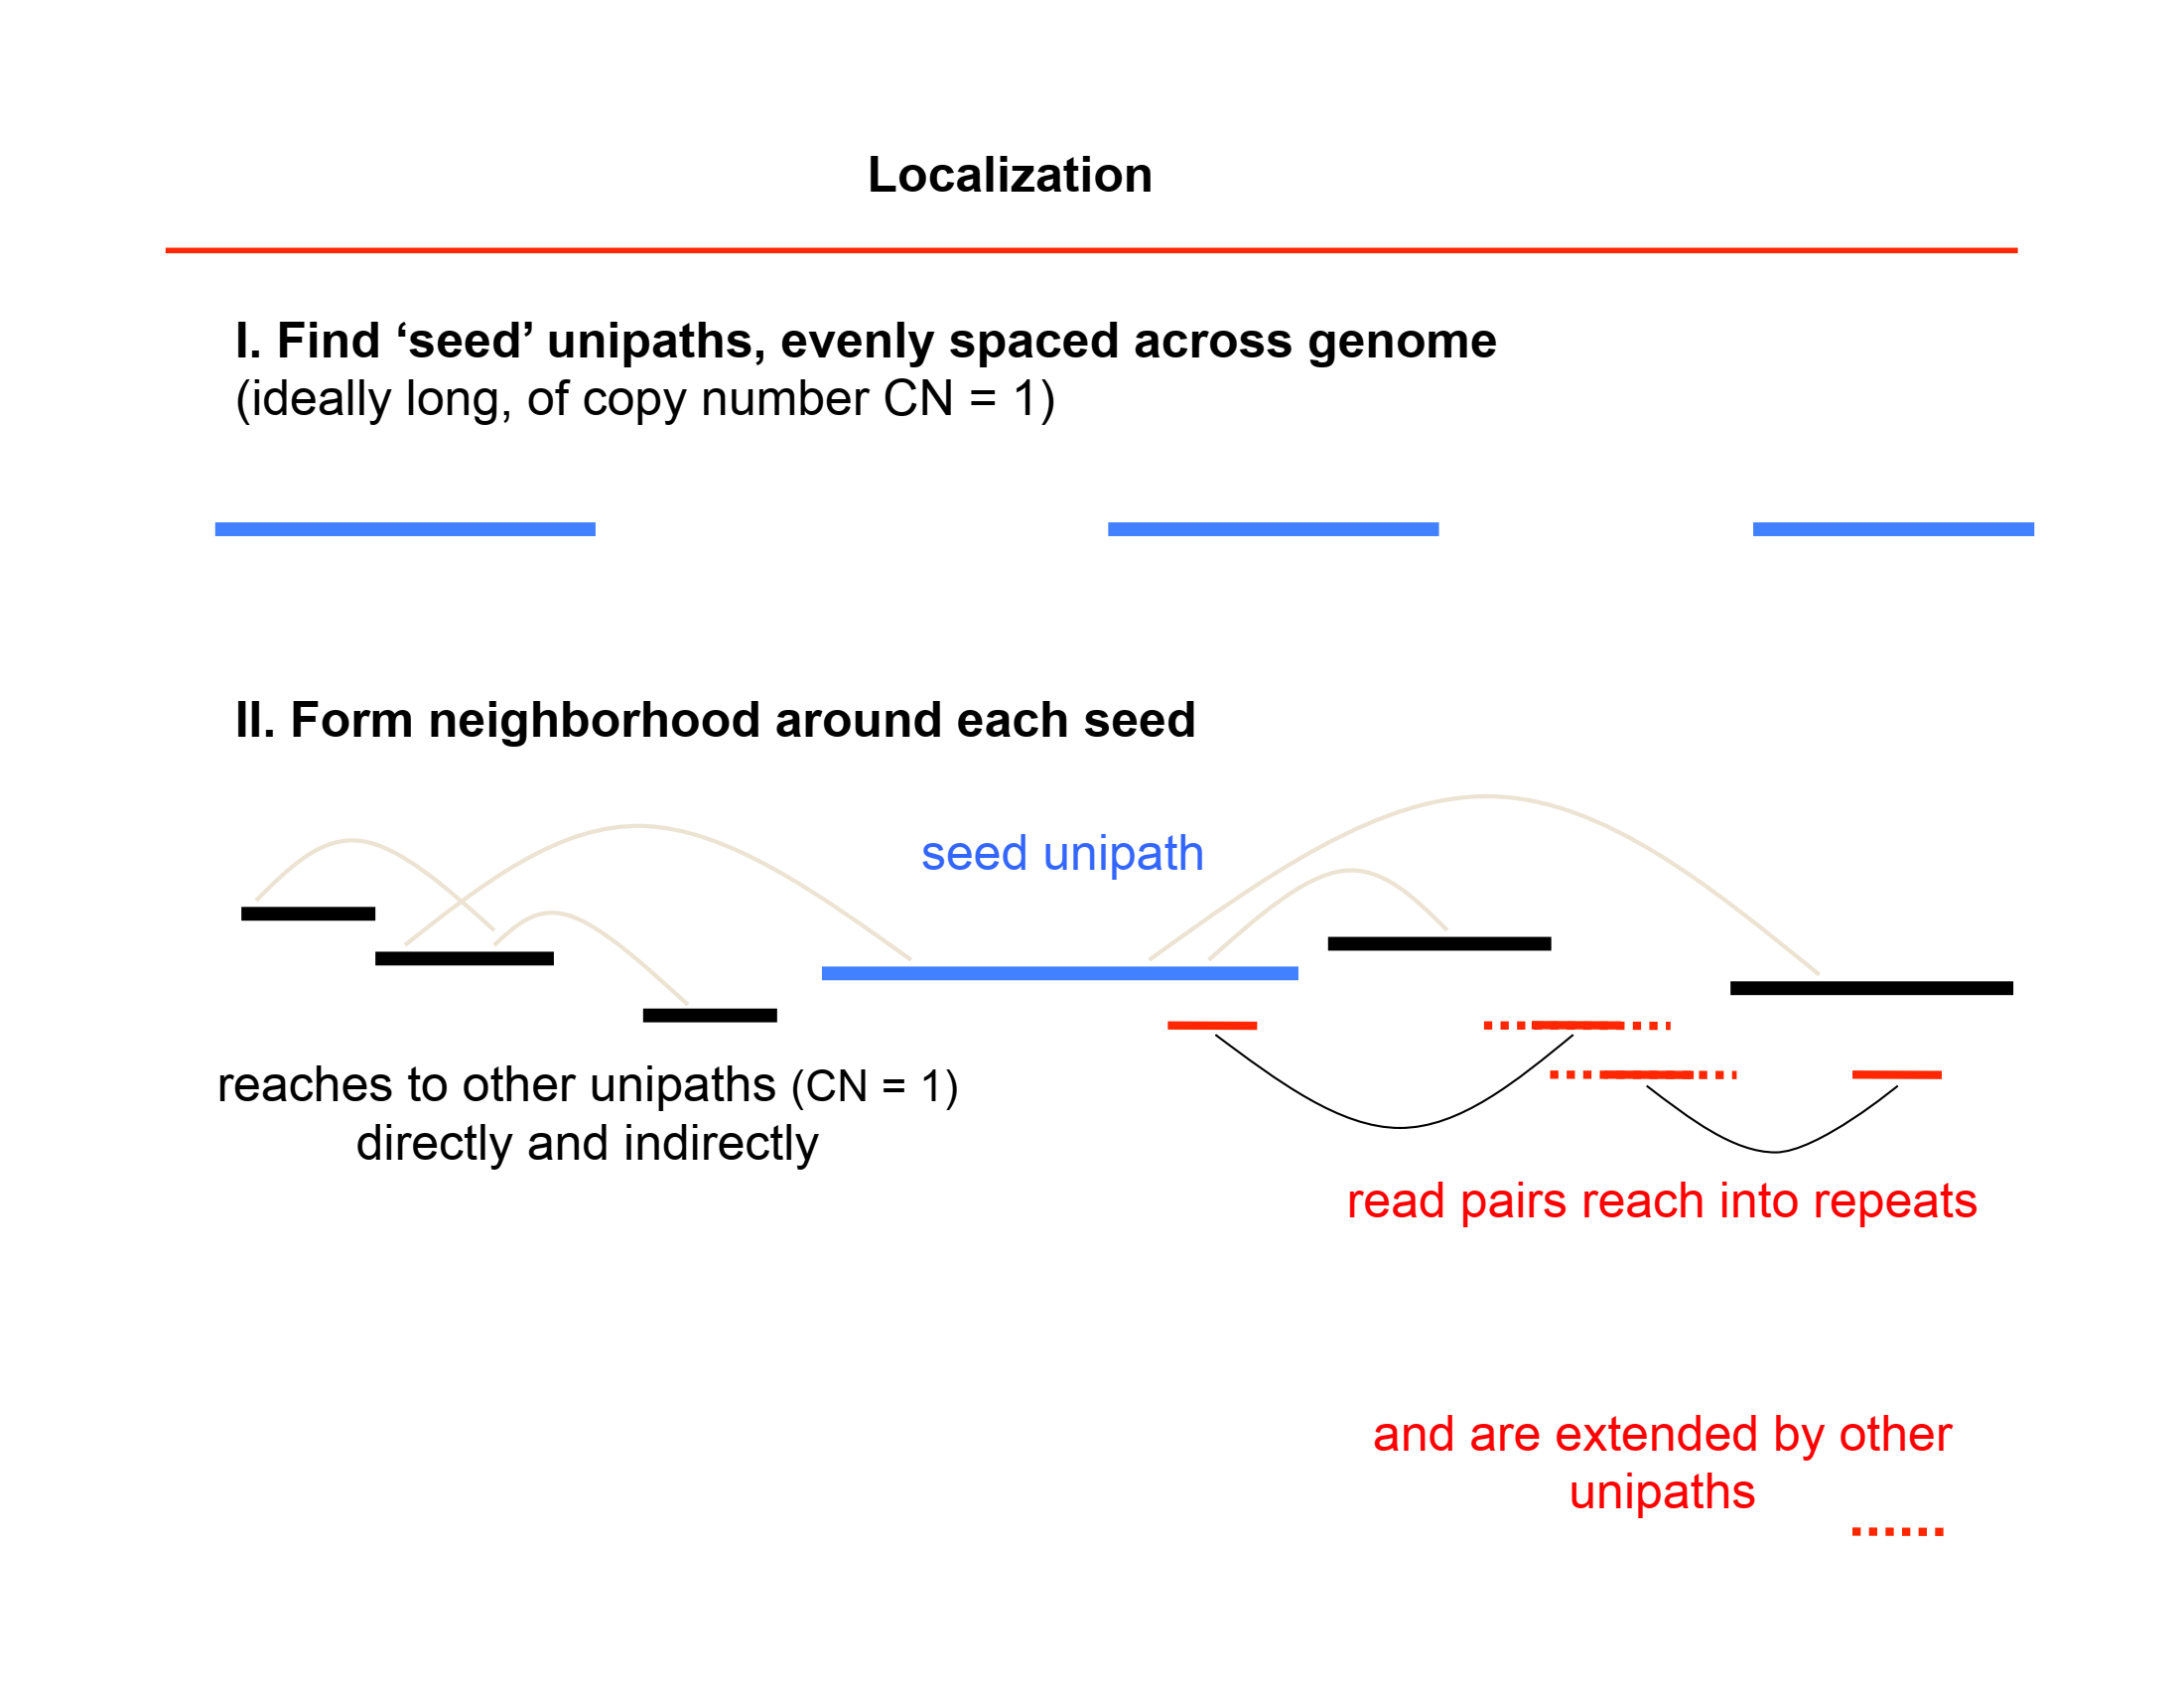 Localization
I. Find ‘seed’ unipaths, evenly spaced across genome
(ideally long, of copy number CN = 1)
II. Form neighborhood around each seed
seed unipath
reaches to other unipaths (CN = 1)
directly and indirectly
read pairs reach into repeats
and are extended by other
unipaths